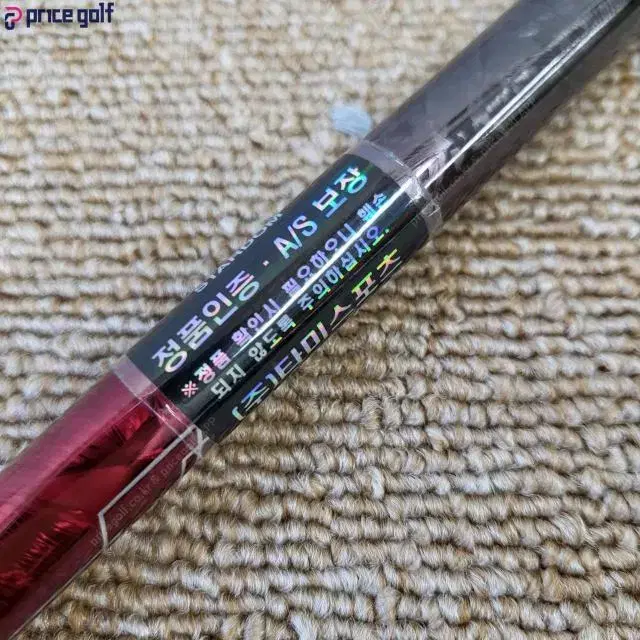 price golf
정품인증 · A/S 보장
※정품 확인시 필요하오니 훼손
되지 않도록 주의하십시오.
(주)타미스포츠